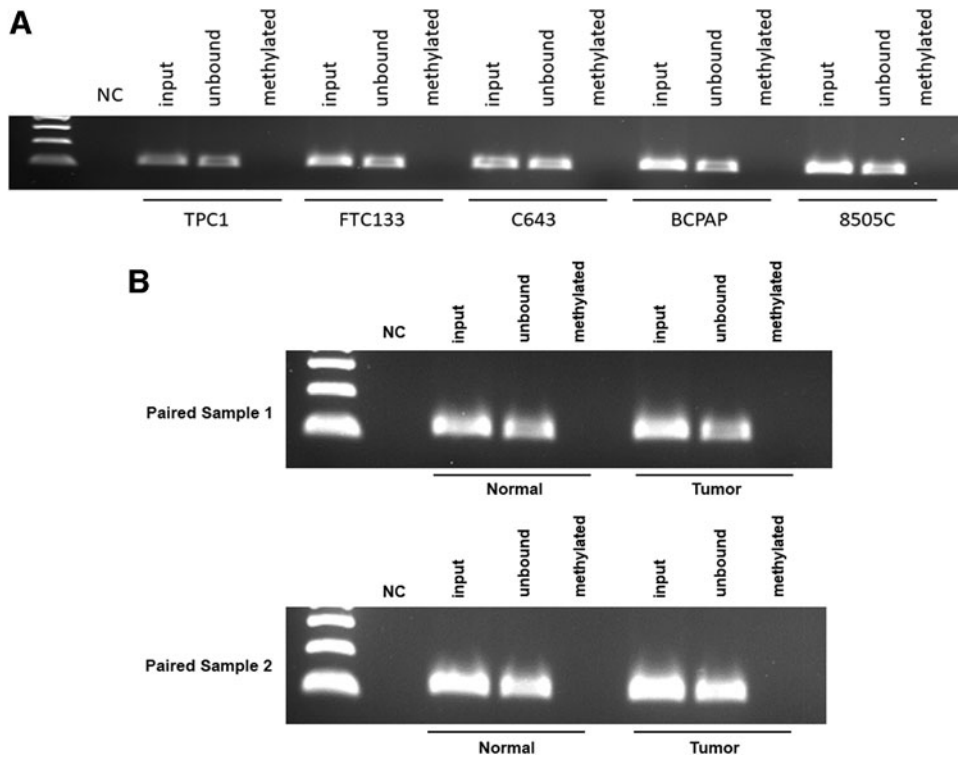 A
NC input unbound methylated input unbound methylated input unbound methylated input unbound methylated input unbound methylated
TPC1 FTC133 C643 BCPAP 8505C
B
NC input unbound methylated input unbound methylated
Paired Sample 1
Normal Tumor
NC input unbound methylated input unbound methylated
Paired Sample 2
Normal Tumor